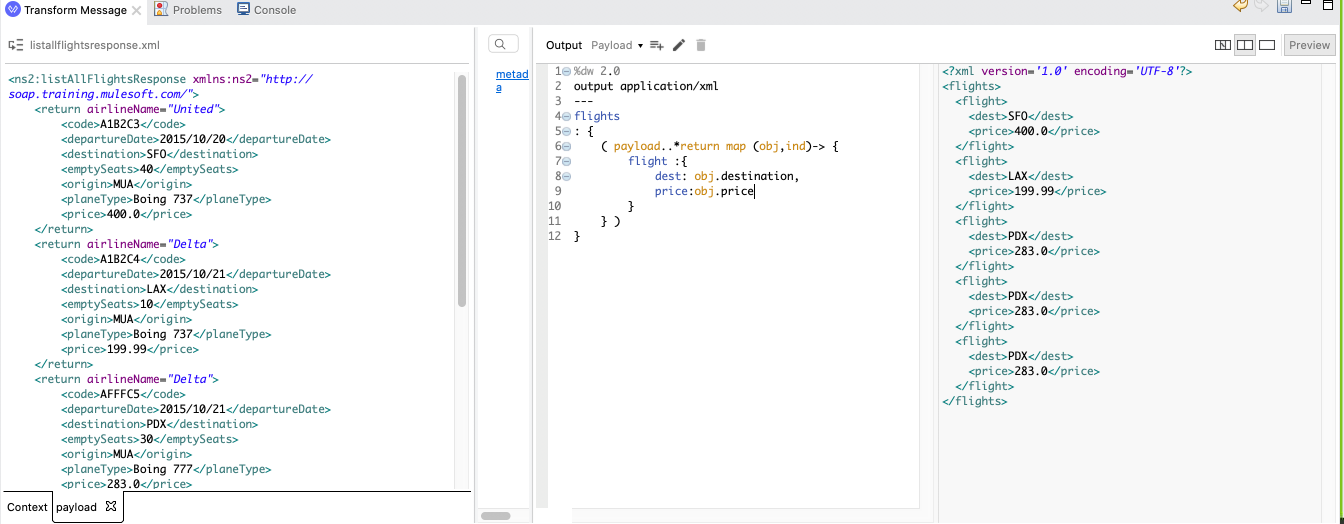 Transform Message
Problems
Console
listallflightsresponse.xml
<ns2:listAllFlightsResponse xmlns:ns2="http://
soap.training.mulesoft.com/">
<return airlineName="United">
<code>A1B2C3</code>
<departureDate>2015/10/20</departureDate>
<destination>SFO</destination>
<emptySeats>40</emptySeats>
<origin>MUA</origin>
<planeType>Boing 737</planeType>
<price>400.0</price>
</return>
<return airlineName="Delta">
<code>A1B2C4</code>
<departureDate>2015/10/21</departureDate>
<destination>LAX</destination>
<emptySeats>10</emptySeats>
<origin>MUA</origin>
<planeType>Boing 737</planeType>
<price>199.99</price>
</return>
<return airlineName="Delta">
<code>AFFFC5</code>
<departureDate>2015/10/21</departureDate>
<destination>PDX</destination>
<emptySeats>30</emptySeats>
<origin>MUA</origin>
<planeType>Boing 777</planeType>
<price>283.0</price>
Context payload
metad
a
Output Payload
Preview
1 %dw 2.0
2 output application/xml
3 ---
4 flights
5 : {
6 ( payload..*return map (obj,ind)-> {
7 flight :{
8 dest: obj.destination,
9 price:obj.price
10 }
11 } )
12 }
<?xml version='1.0' encoding='UTF-8'?>
<flights>
<flight>
<dest>SFO</dest>
<price>400.0</price>
</flight>
<flight>
<dest>LAX</dest>
<price>199.99</price>
</flight>
<flight>
<dest>PDX</dest>
<price>283.0</price>
</flight>
<flight>
<dest>PDX</dest>
<price>283.0</price>
</flight>
<flight>
<dest>PDX</dest>
<price>283.0</price>
</flight>
</flights>